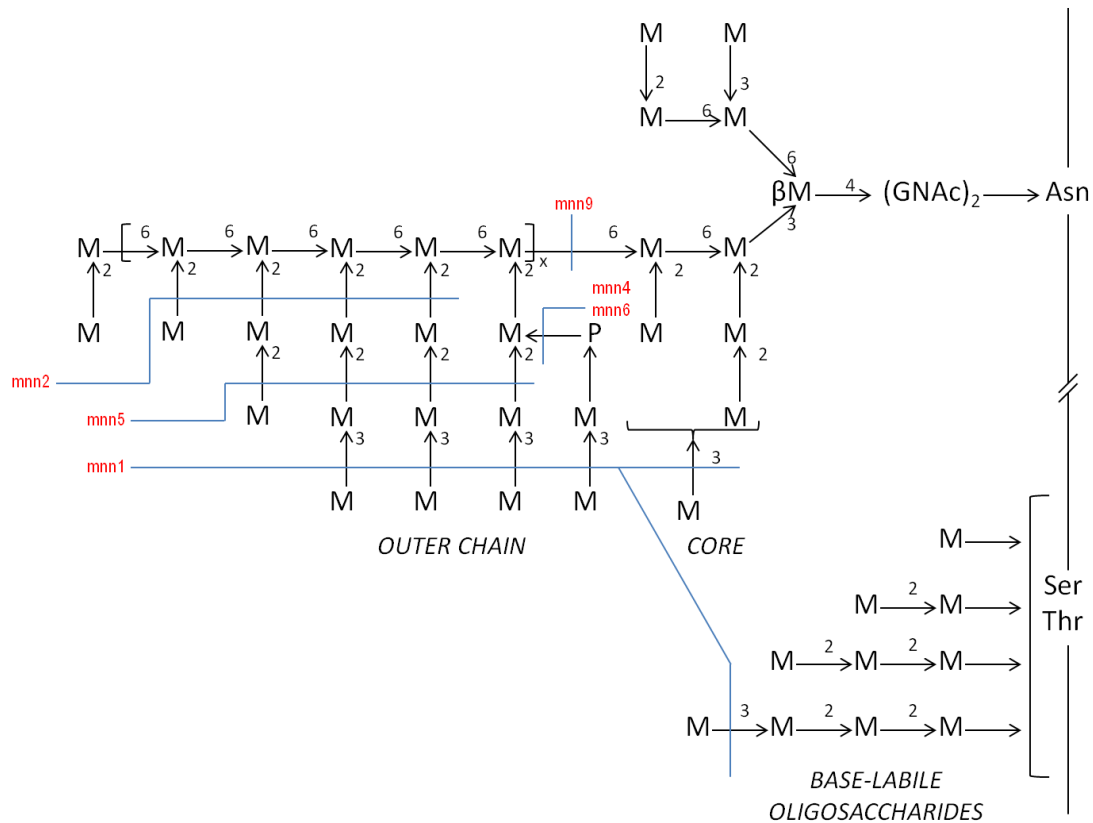 M M
2 3
M 6 M
6
βM 4 (GNAc)2 Asn
mnn9
3
M [ 6 M 6 M 6 M 6 M 6 M ]x 6 M 6 M
2 2 2 2 2 2 2 2
mnn4
mnn6
M M M M M M P M M
mnn2
2 2 2 2 2
mnn5
M M M M M M
3 3 3 3
mnn1
3
M M M M M
OUTER CHAIN CORE
M
Ser
Thr
M 2 M
M 2 M 2 M
M 3 M 2 M 2 M
BASE-LABILE
OLIGOSACCHARIDES